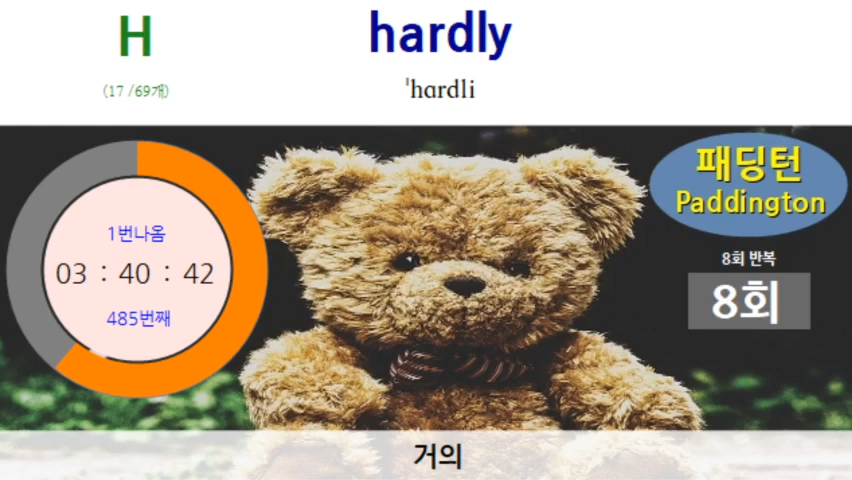 H
(17 /69개)
hardly
ˈhɑrdli
1번나옴
03 : 40 : 42
485번째
패딩턴
Paddington
8회 반복
8회
거의